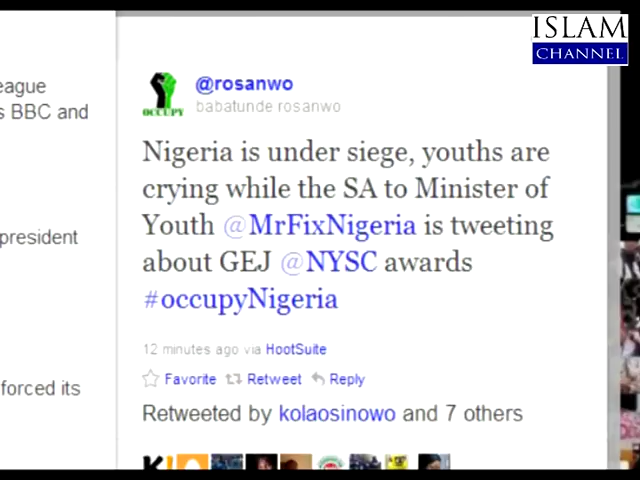 ISLAM
CHANNEL
eague
s BBC and
president
forced its
@rosanwo
babatunde rosanwo
OCCUPY
Nigeria is under siege, youths are
crying while the SA to Minister of
Youth @MrFixNigeria is tweeting
about GEJ @NYSC awards
#occupyNigeria
12 minutes ago via HootSuite
Favorite Retweet Reply
Retweeted by kolaosinowo and 7 others